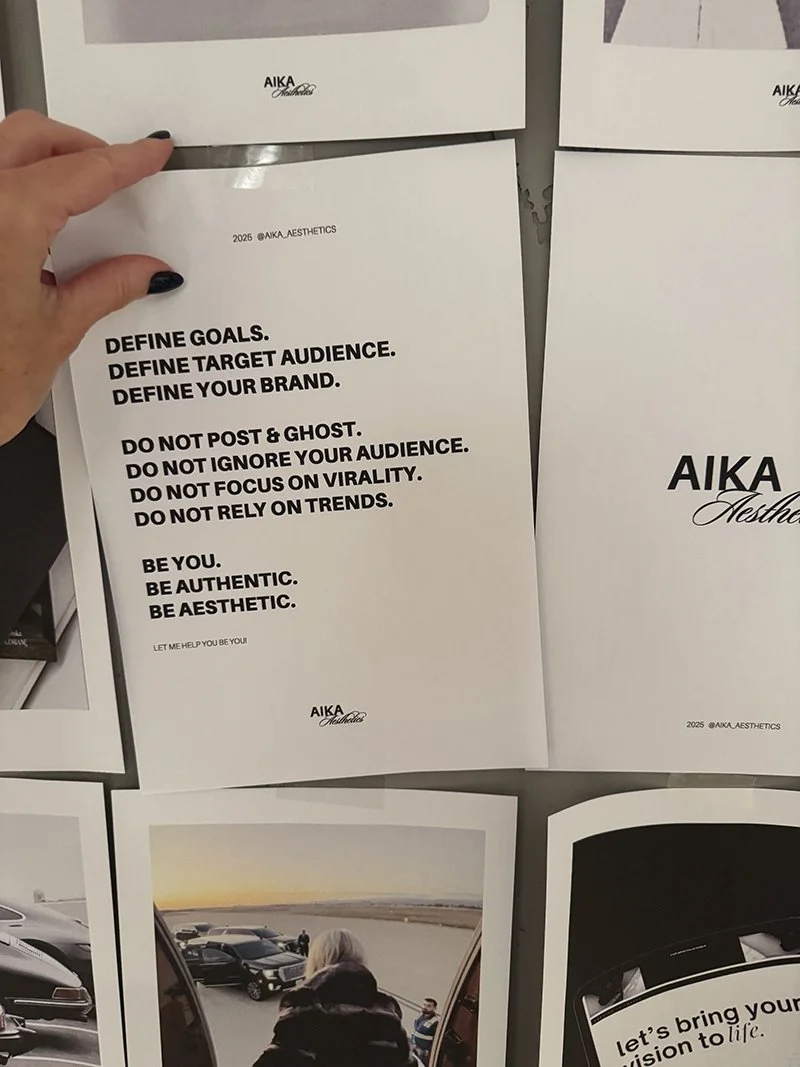 AIKA
Aesthetics
AIKA
2025 @AIKA_AESTHETICS
DEFINE GOALS.
DEFINE TARGET AUDIENCE.
DEFINE YOUR BRAND.
DO NOT POST & GHOST.
DO NOT IGNORE YOUR AUDIENCE.
DO NOT FOCUS ON VIRALITY.
DO NOT RELY ON TRENDS.
BE YOU.
BE AUTHENTIC.
BE AESTHETIC.
LET ME HELP YOU BE YOU!
AIKA
Aesthetics
AIKA
Aesthe
2025 @AIKA_AESTHETICS
let's bring your
vision to life.